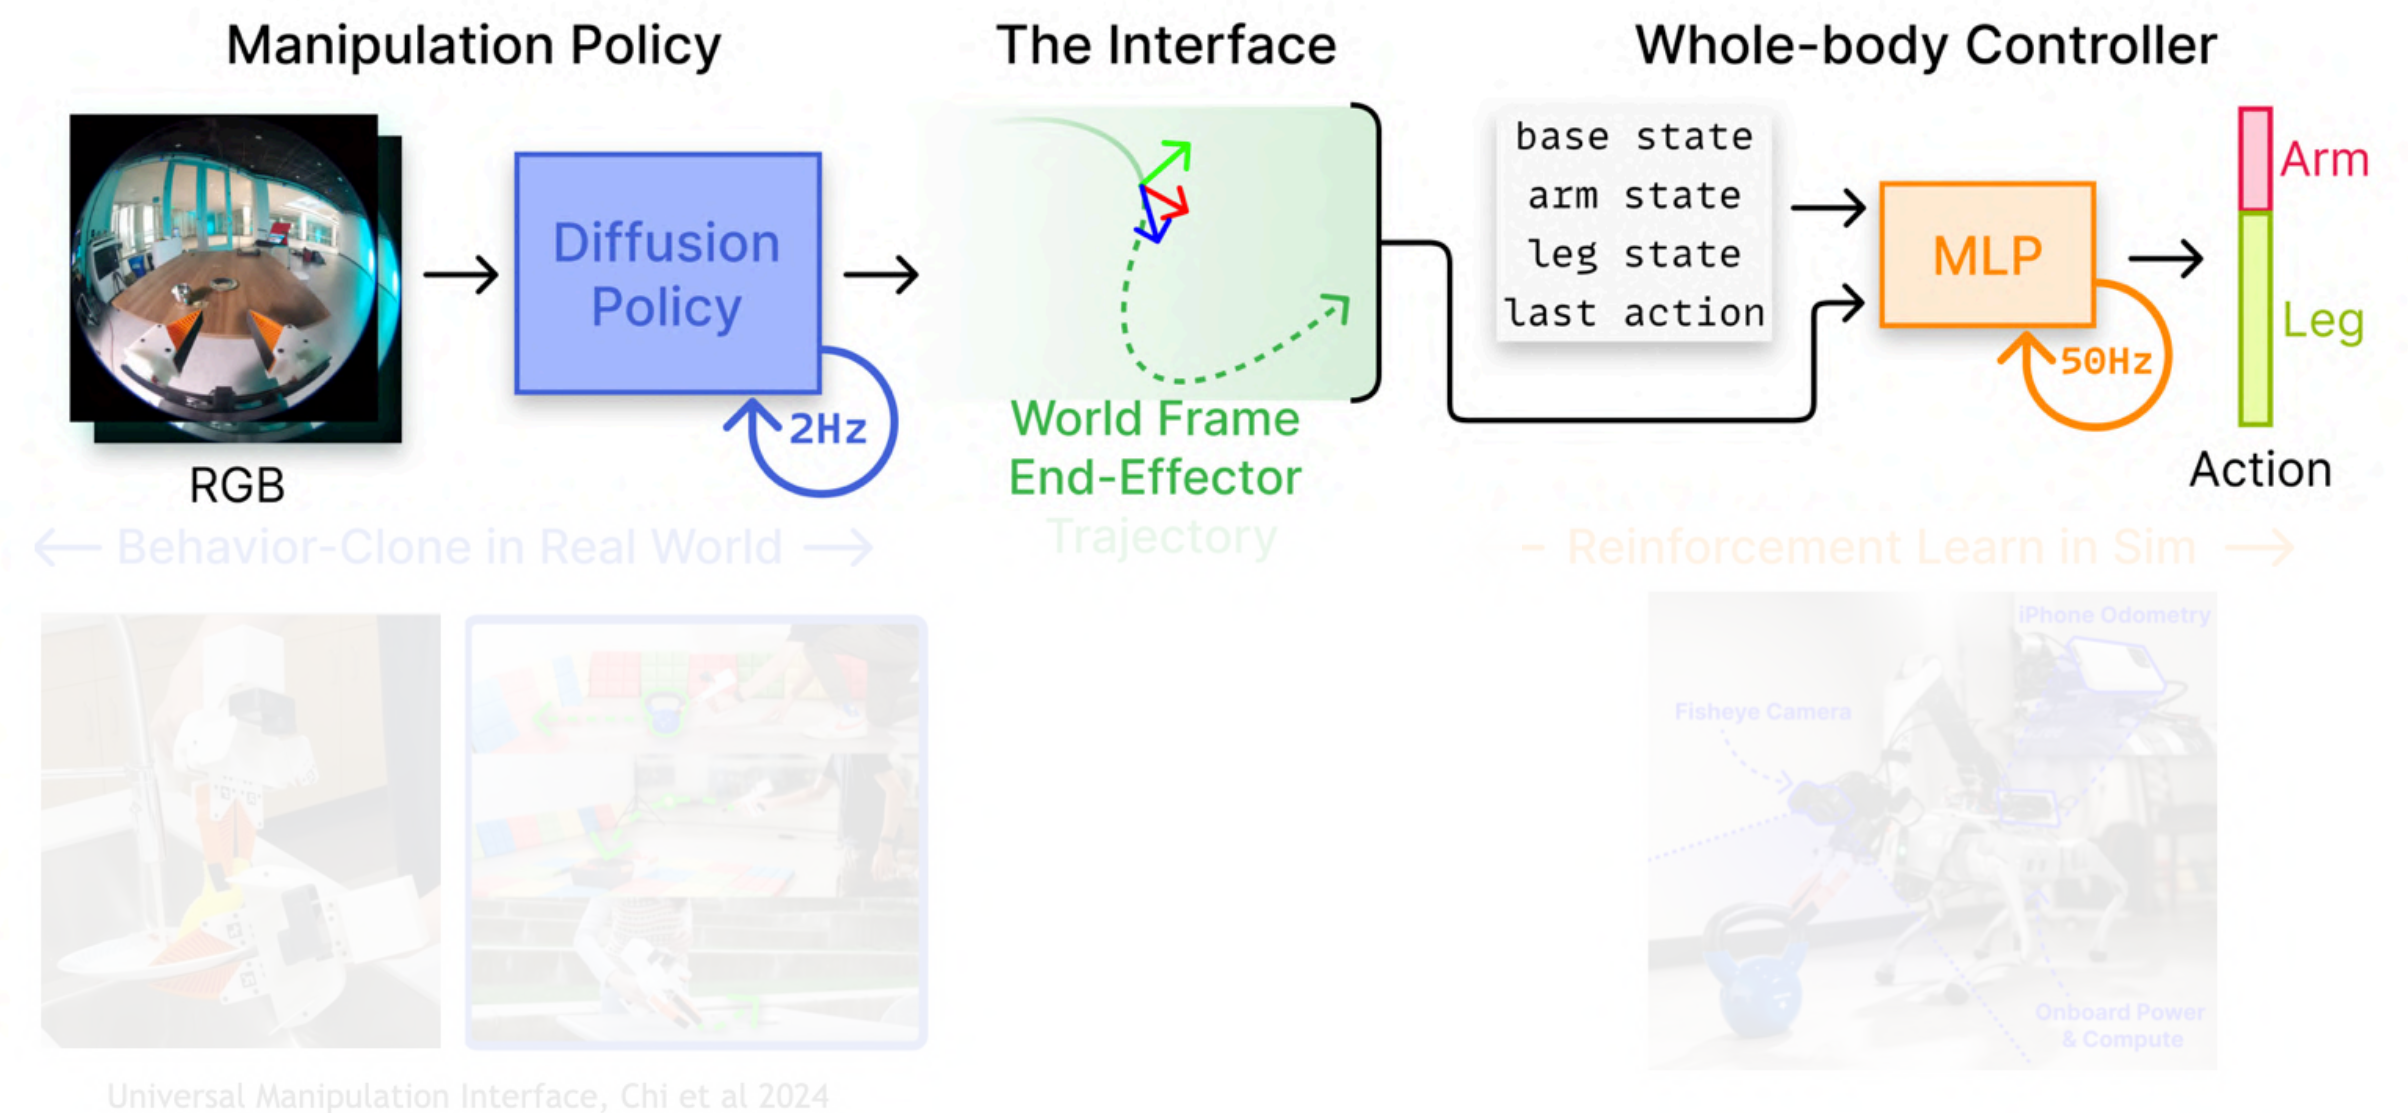 Manipulation Policy
The Interface
Whole-body Controller
RGB
Diffusion
Policy
2Hz
World Frame
End-Effector
Trajectory
base state
arm state
leg state
last action
MLP
50Hz
Arm
Leg
Action
Behavior-Clone in Real World
Reinforcement Learn in Sim
iPhone Odometry
Fisheye Camera
Onboard Power
& Compute
Universal Manipulation Interface, Chi et al 2024